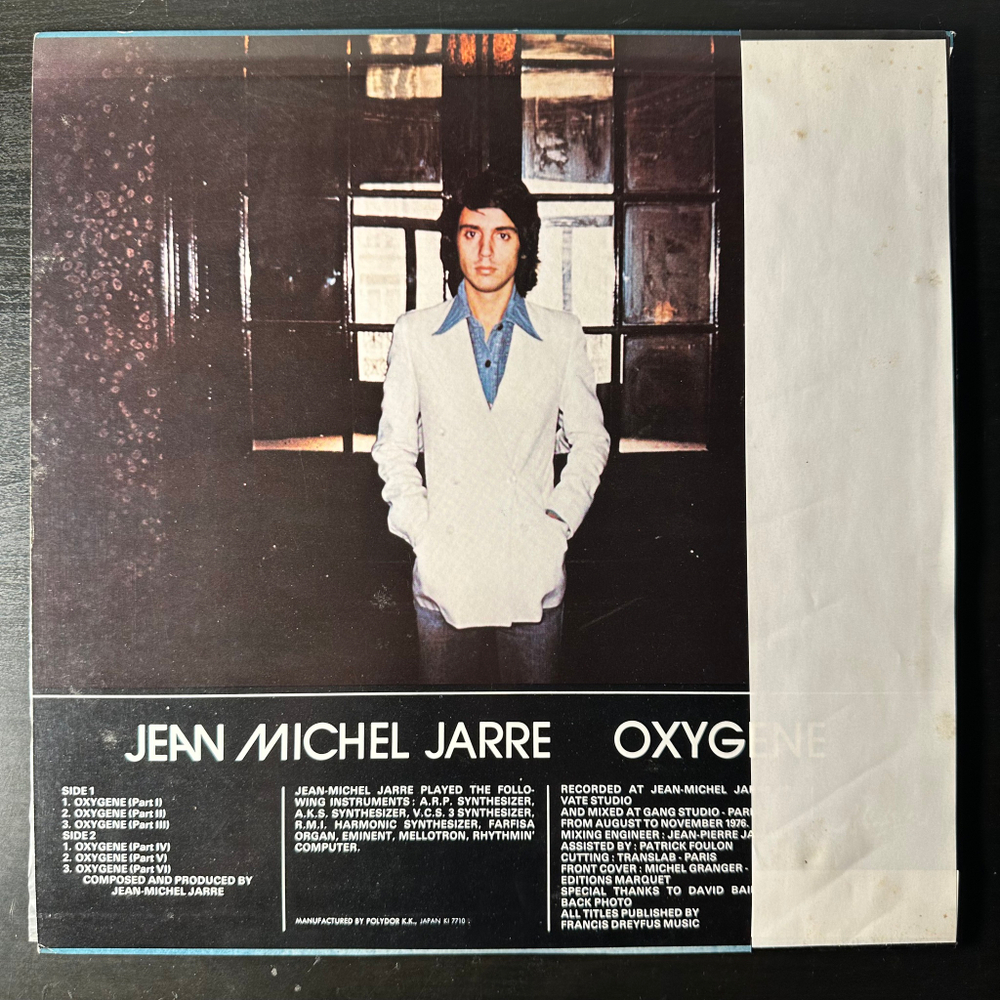 JEAN MICHEL JARRE OXYGENE
SIDE 1
1. OXYGENE (Part I)
2. OXYGENE (Part II)
3. OXYGENE (Part III)
SIDE 2
1. OXYGENE (Part IV)
2. OXYGENE (Part V)
3. OXYGENE (Part VI)
COMPOSED AND PRODUCED BY
JEAN-MICHEL JARRE
JEAN-MICHEL JARRE PLAYED THE FOLLO-
WING INSTRUMENTS : A.R.P. SYNTHESIZER,
A.K.S. SYNTHESIZER, V.C.S. 3 SYNTHESIZER,
R.M.I. HARMONIC SYNTHESIZER, FARFISA
ORGAN, EMINENT, MELLOTRON, RHYTHMIN'
COMPUTER.
MANUFACTURED BY POLYDOR K.K., JAPAN KI 7710
RECORDED AT JEAN-MICHEL
VATE STUDIO
AND MIXED AT GANG STUDIO -
FROM AUGUST TO NOVEMBER 1976.
MIXING ENGINEER : JEAN-PIERRE
ASSISTED BY : PATRICK FOULON
CUTTING : TRANSLAB - PARIS
FRONT COVER : MICHEL GRANGER -
EDITIONS MARQUET
SPECIAL THANKS TO DAVID
BACK PHOTO
ALL TITLES PUBLISHED BY
FRANCIS DREYFUS MUSIC